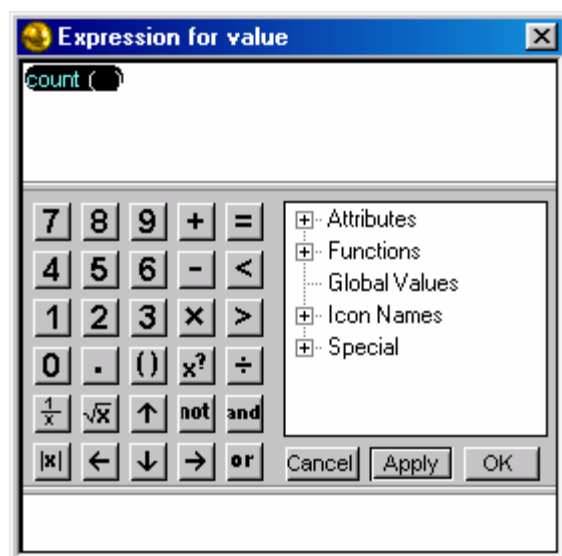 Expression for value
count ( )
7 8 9 + =
4 5 6 - <
1 2 3 × >
0 . () x? ÷
1/x √x ↑ not and
|x| ← ↓ → or
Attributes
Functions
Global Values
Icon Names
Special
Cancel Apply OK